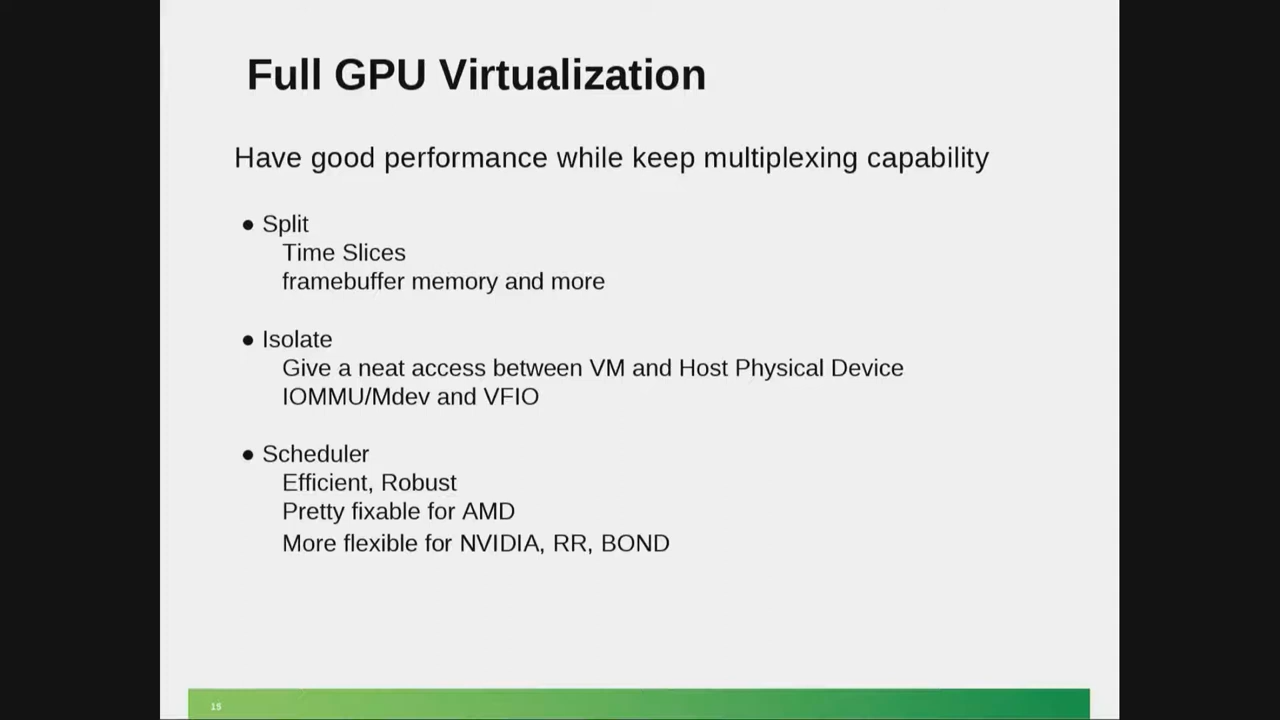 Full GPU Virtualization
Have good performance while keep multiplexing capability
● Split
Time Slices
framebuffer memory and more
● Isolate
Give a neat access between VM and Host Physical Device
IOMMU/Mdev and VFIO
● Scheduler
Efficient, Robust
Pretty fixable for AMD
More flexible for NVIDIA, RR, BOND
15